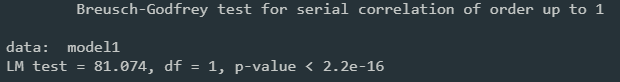 Breusch-Godfrey test for serial correlation of order up to 1
data:  model1
LM test = 81.074, df = 1, p-value < 2.2e-16